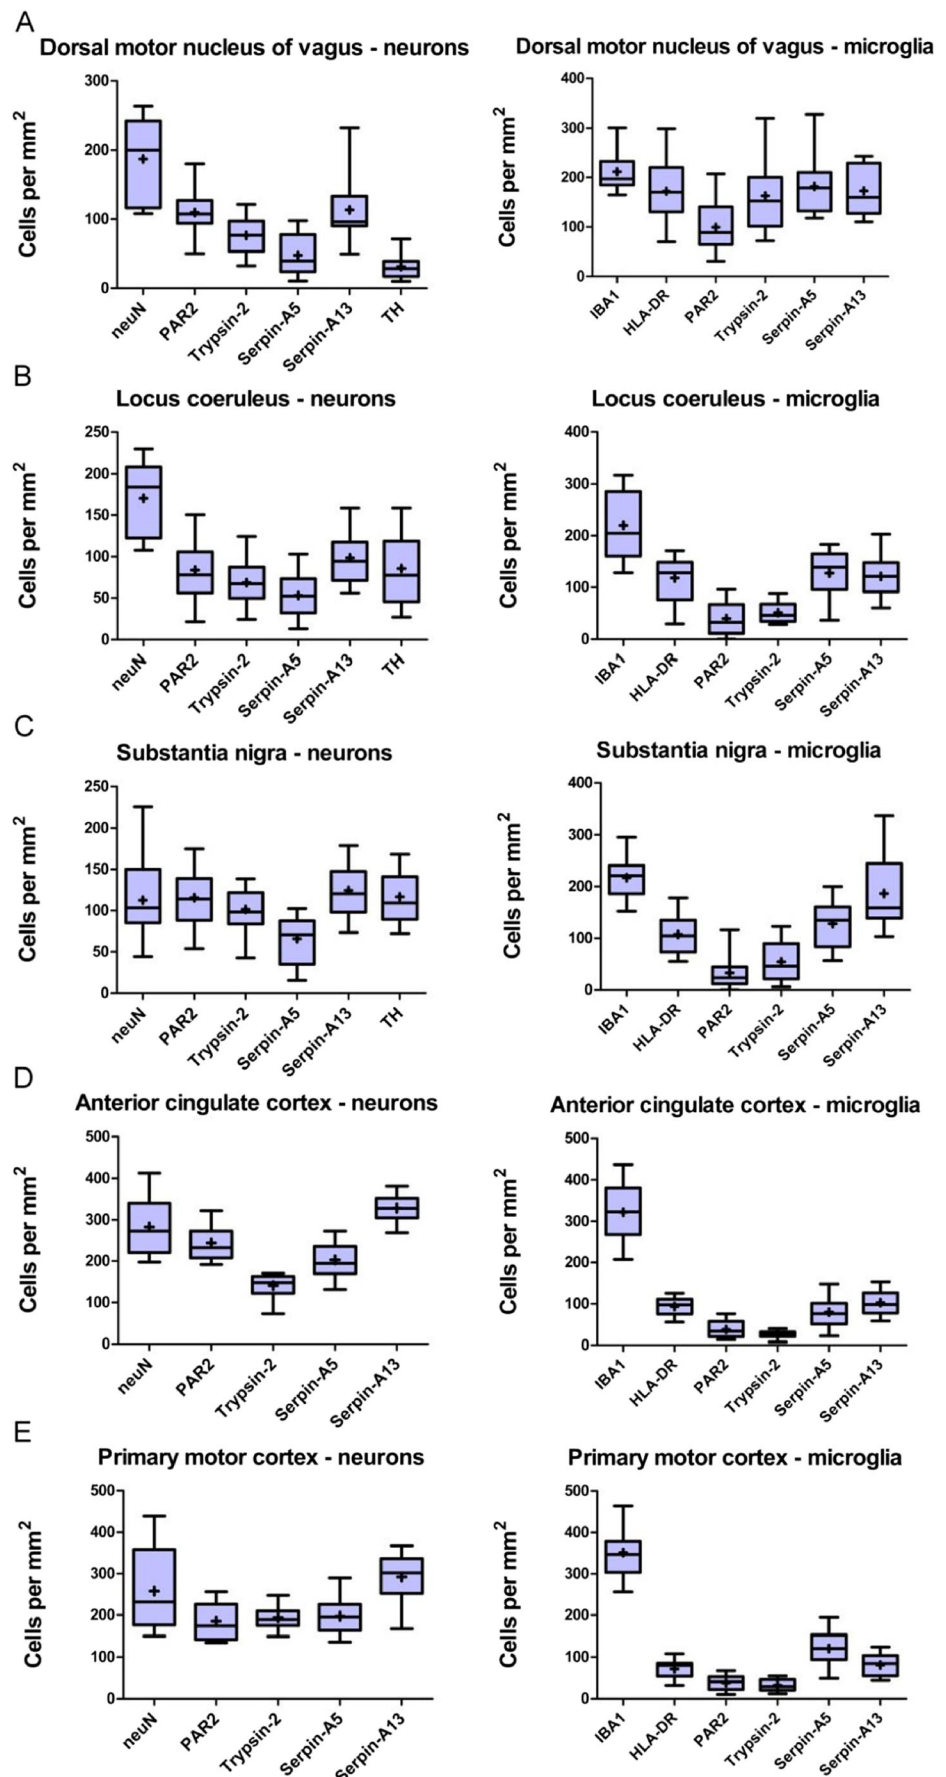 A
Dorsal motor nucleus of vagus - neurons
Cells per mm2
300
200
100
0
neuN
PAR2
Trypsin-2
Serpin-A5
Serpin-A13
TH
Dorsal motor nucleus of vagus - microglia
Cells per mm2
400
300
200
100
0
IBA1
HLA-DR
PAR2
Trypsin-2
Serpin-A5
Serpin-A13
B
Locus coeruleus - neurons
Cells per mm2
250
200
150
100
50
0
neuN
PAR2
Trypsin-2
Serpin-A5
Serpin-A13
TH
Locus coeruleus - microglia
Cells per mm2
400
300
200
100
0
IBA1
HLA-DR
PAR2
Trypsin-2
Serpin-A5
Serpin-A13
C
Substantia nigra - neurons
Cells per mm2
250
200
150
100
50
0
neuN
PAR2
Trypsin-2
Serpin-A5
Serpin-A13
TH
Substantia nigra - microglia
Cells per mm2
400
300
200
100
0
IBA1
HLA-DR
PAR2
Trypsin-2
Serpin-A5
Serpin-A13
D
Anterior cingulate cortex - neurons
Cells per mm2
500
400
300
200
100
0
neuN
PAR2
Trypsin-2
Serpin-A5
Serpin-A13
Anterior cingulate cortex - microglia
Cells per mm2
500
400
300
200
100
0
IBA1
HLA-DR
PAR2
Trypsin-2
Serpin-A5
Serpin-A13
E
Primary motor cortex - neurons
Cells per mm2
500
400
300
200
100
0
neuN
PAR2
Trypsin-2
Serpin-A5
Serpin-A13
Primary motor cortex - microglia
Cells per mm2
500
400
300
200
100
0
IBA1
HLA-DR
PAR2
Trypsin-2
Serpin-A5
Serpin-A13